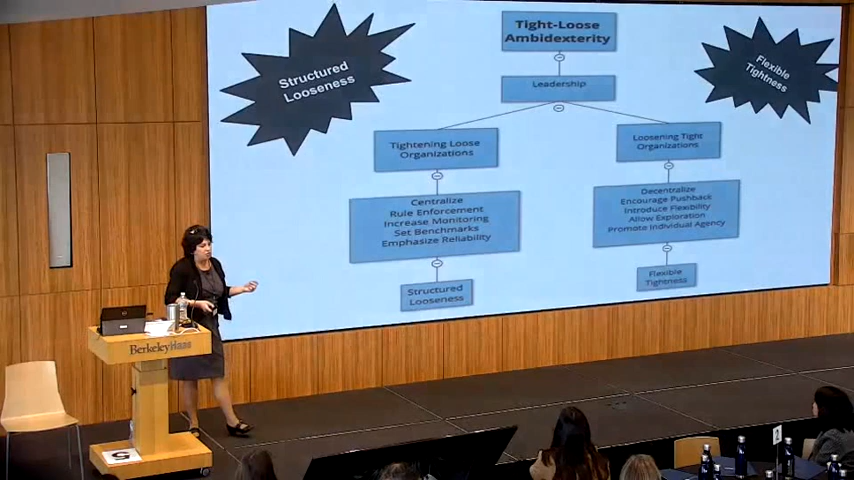 Structured
Looseness
Tight-Loose
Ambidexterity
Flexible
Tightness
Leadership
Tightening Loose
Organizations
Loosening Tight
Organizations
Centralize
Rule Enforcement
Increase Monitoring
Set Benchmarks
Emphasize Reliability
Decentralize
Encourage Pushback
Introduce Flexibility
Allow Exploration
Promote Individual Agency
Structured
Looseness
Flexible
Tightness
BerkeleyHaas
5
1